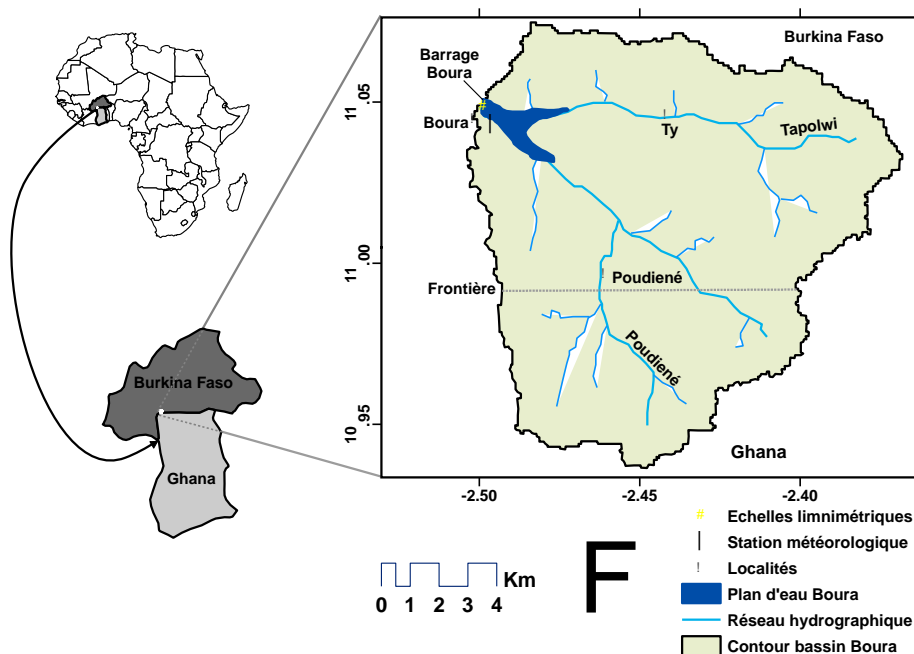 Burkina Faso
Barrage
Boura
Boura
Ty
Tapolwi
Frontière
Poudiené
Poudiené
Ghana
11.05
11.00
10.95
-2.50
-2.45
-2.40
Burkina Faso
Ghana
# Echelles limnimétriques
Station météorologique
! Localités
Plan d'eau Boura
Réseau hydrographique
Contour bassin Boura
Km
0 1 2 3 4
F